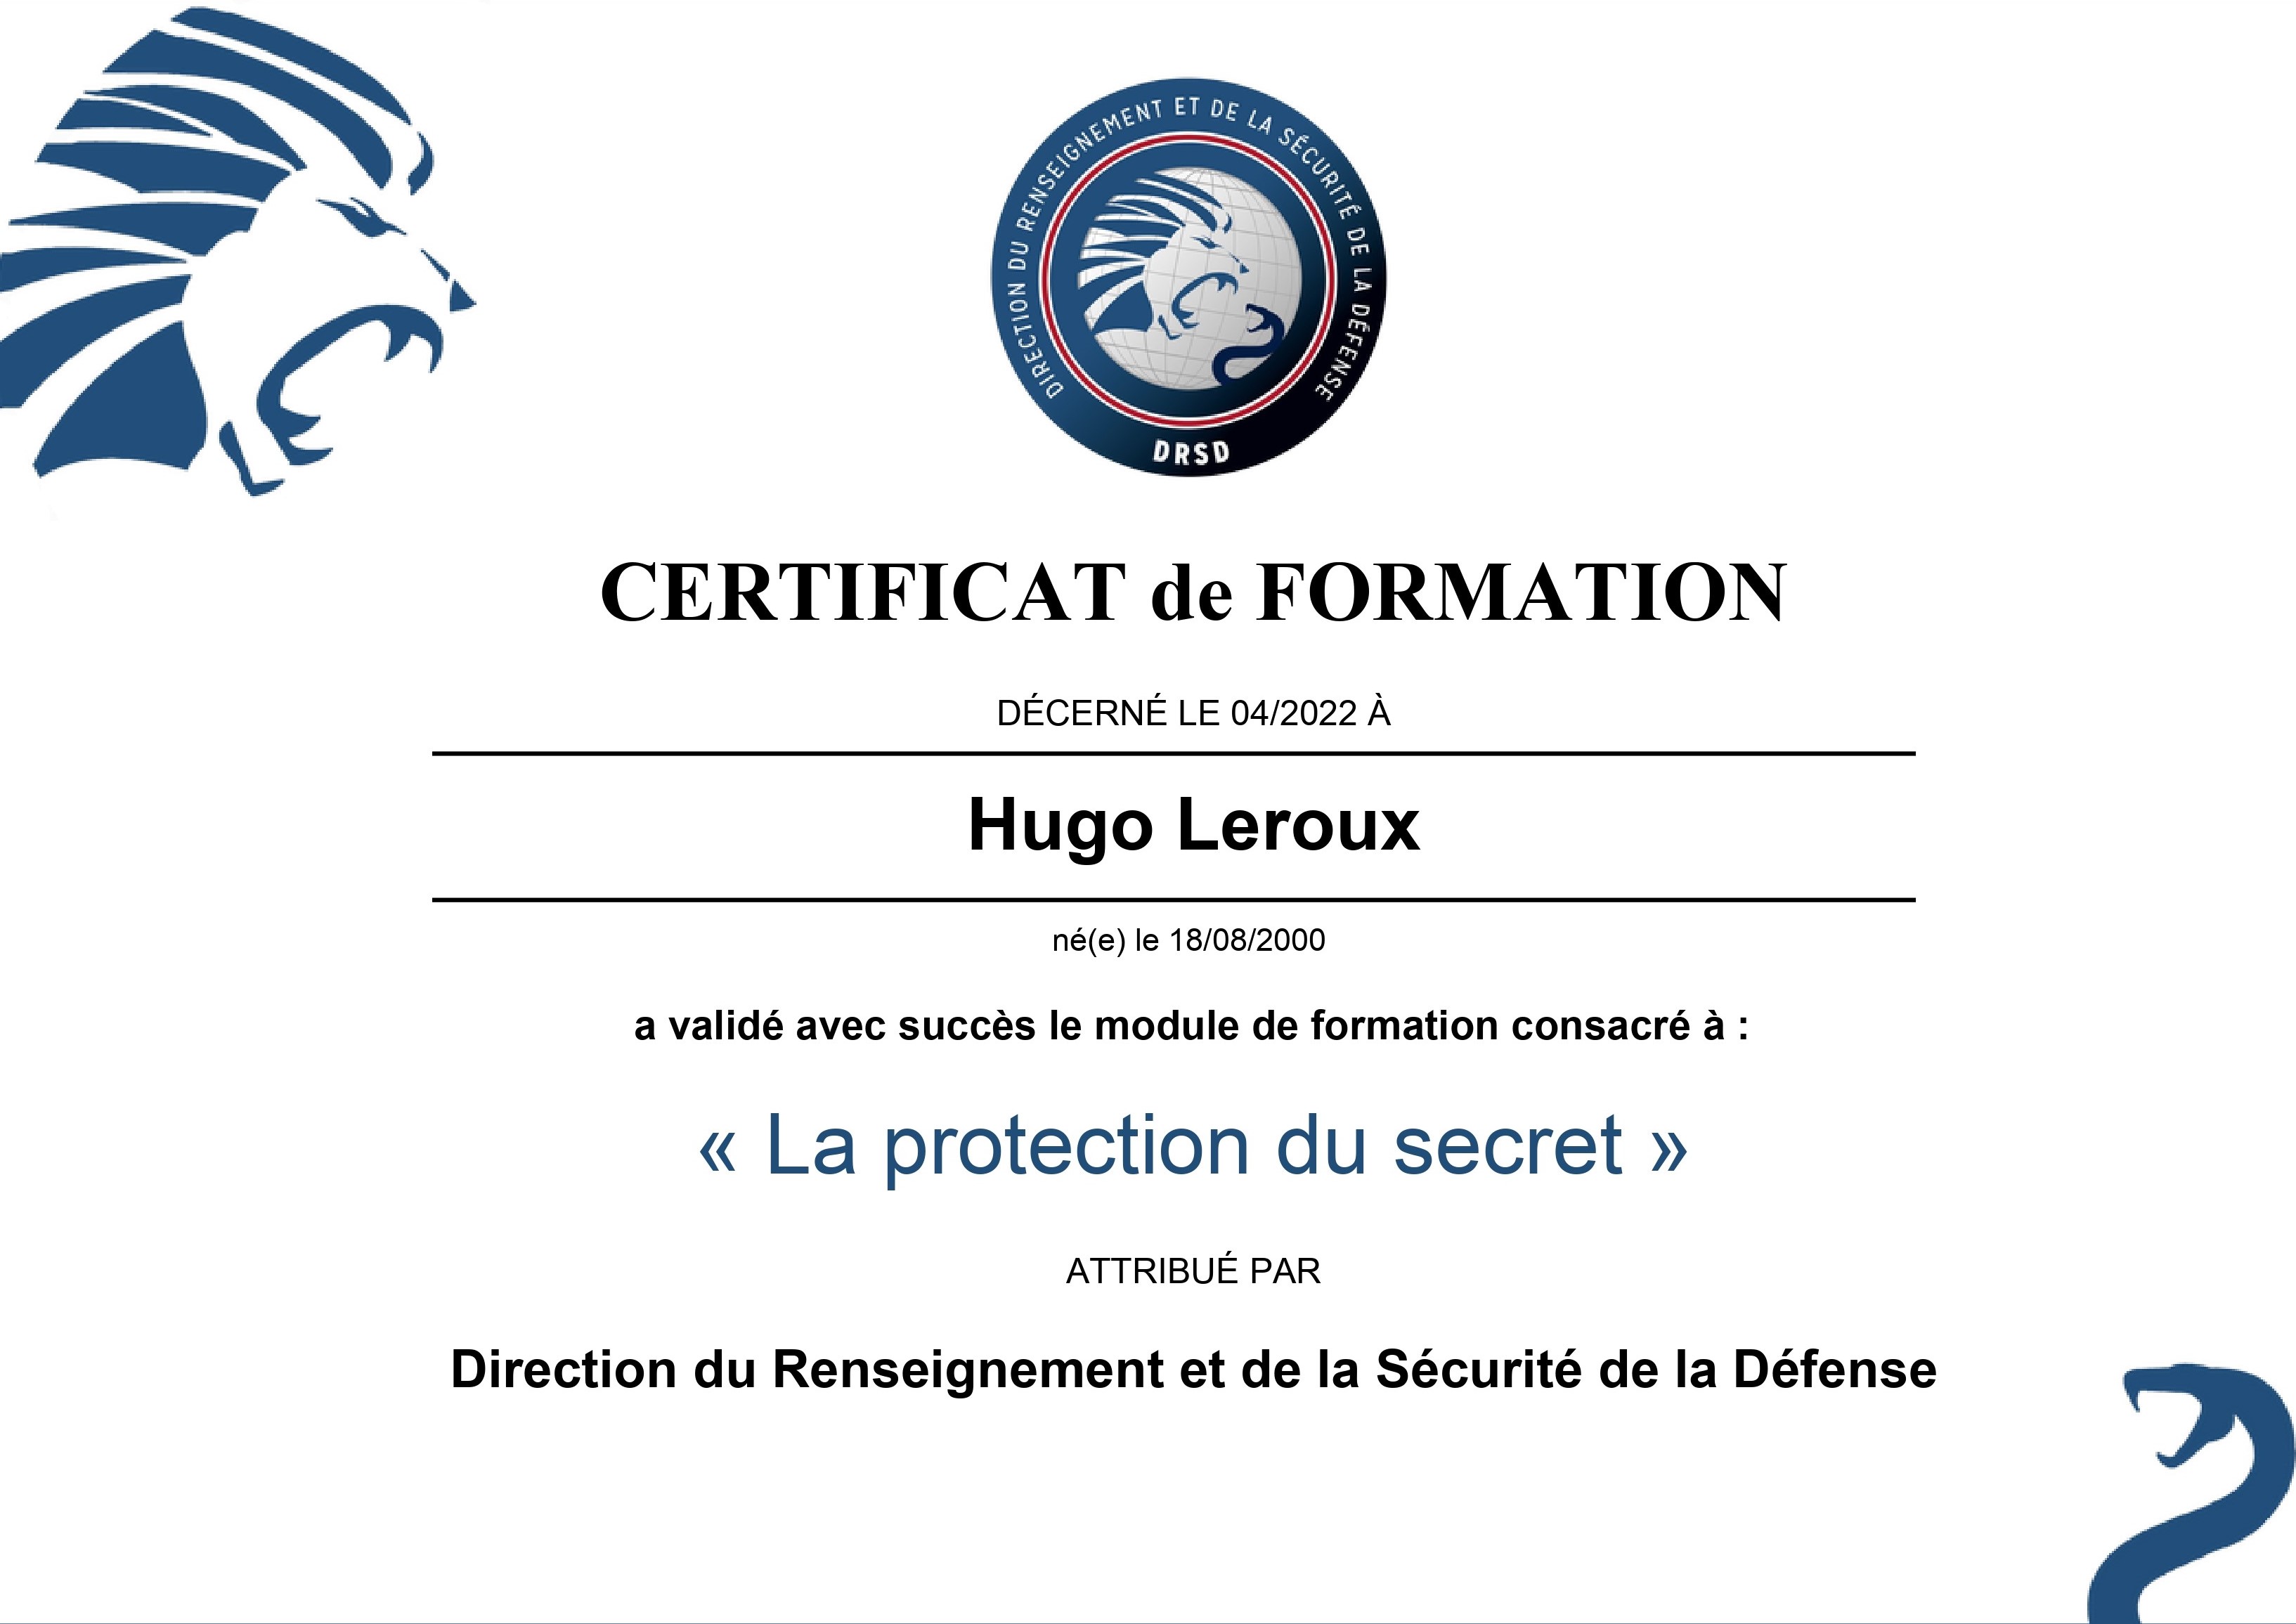 DIRECTION DU RENSEIGNEMENT ET DE LA SÉCURITÉ DE LA DÉFENSE
DRSD
CERTIFICAT de FORMATION
DÉCERNÉ LE 04/2022 À
Hugo Leroux
né(e) le 18/08/2000
a validé avec succès le module de formation consacré à :
« La protection du secret »
ATTRIBUÉ PAR
Direction du Renseignement et de la Sécurité de la Défense